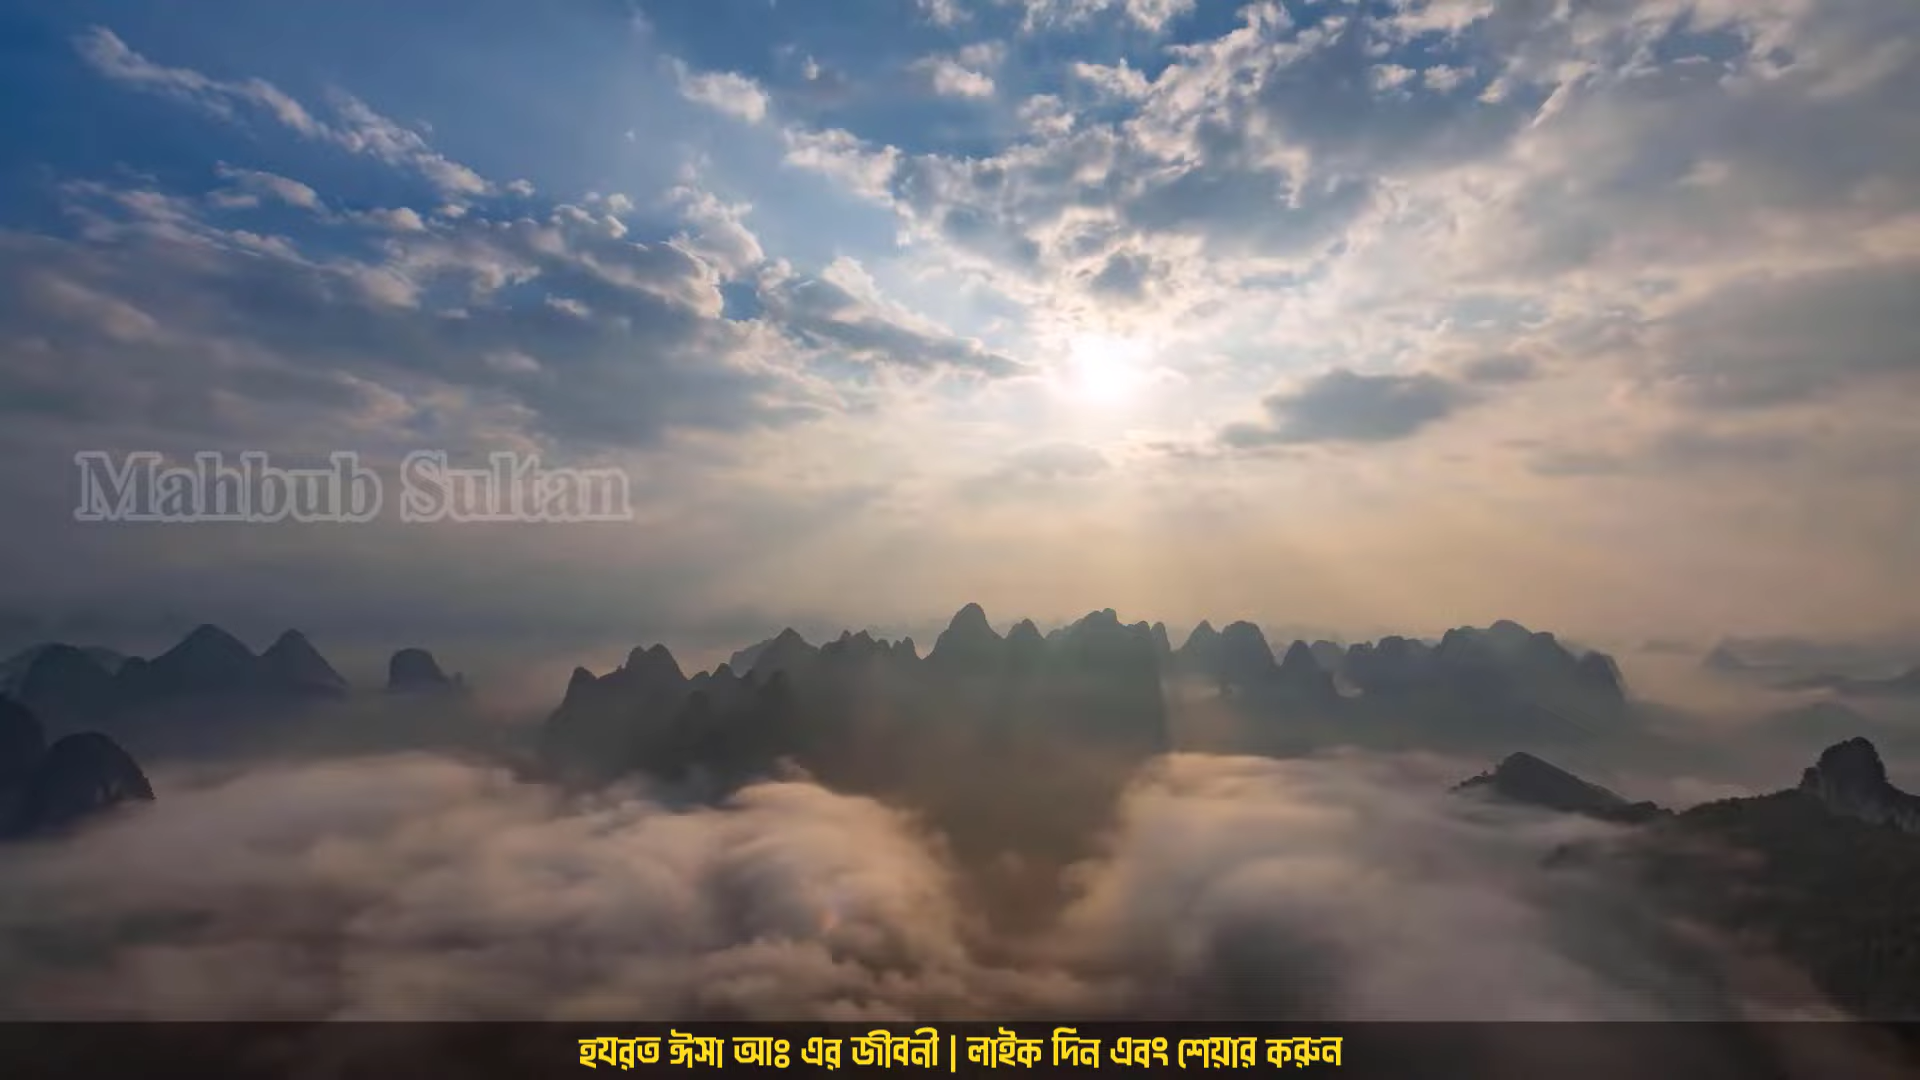 Mahbub Sultan
হযরত ঈসা আঃ এর জীবনী | লাইক দিন এবং শেয়ার করুন